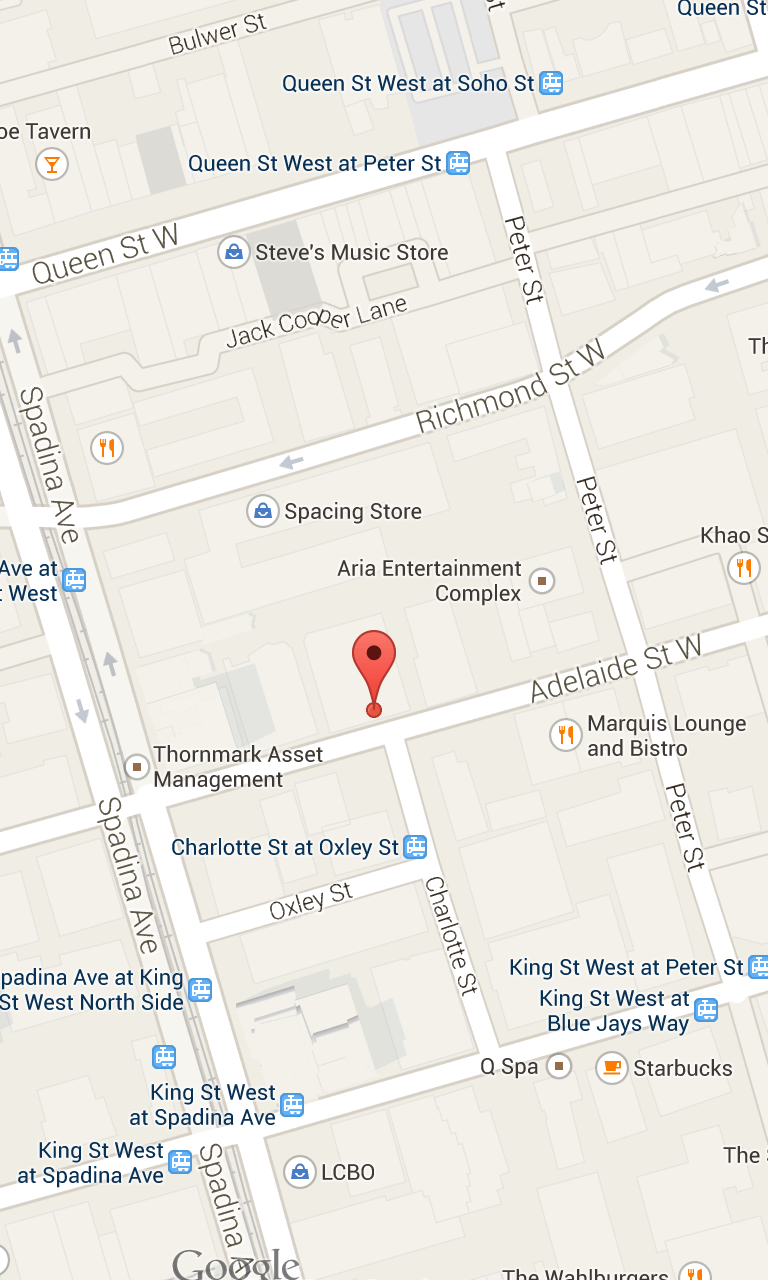 Queen St
St
Bulwer St
Queen St West at Soho St
oe Tavern
Queen St West at Peter St
Queen St W
Peter St
Steve's Music Store
Jack Cooper Lane
Th
Richmond St W
Spadina Ave
Peter St
Spacing Store
Khao S
Ave at
t West
Aria Entertainment
Complex
Adelaide St W
Marquis Lounge
and Bistro
Thornmark Asset
Management
Peter St
Spadina Ave
Charlotte St at Oxley St
Oxley St
Charlotte St
King St West at Peter St
padina Ave at King
St West North Side
King St West at
Blue Jays Way
Q Spa
Starbucks
King St West
at Spadina Ave
King St West
at Spadina Ave
The
LCBO
Spadina A
Google
The Wahlburgers